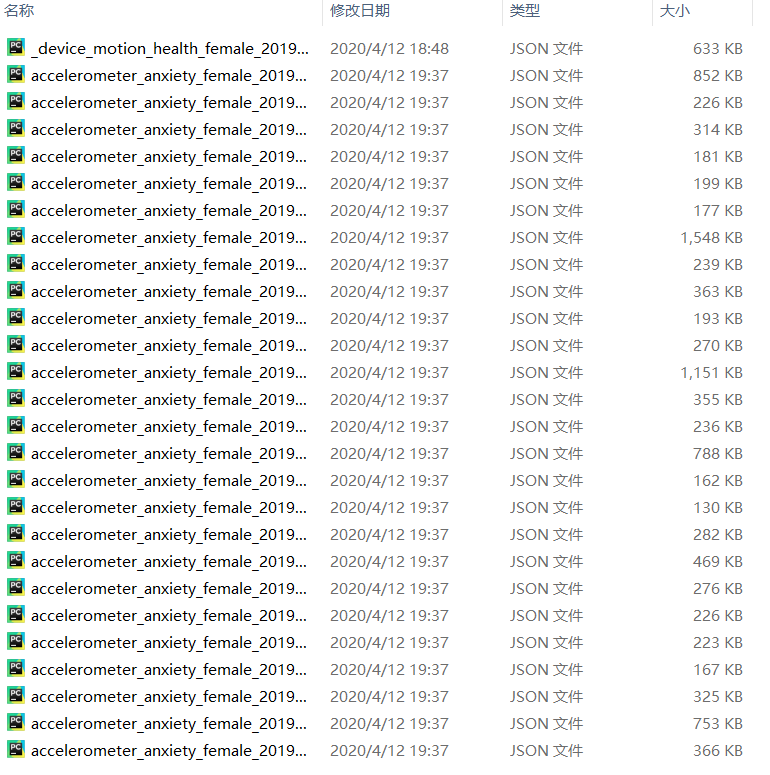 名称 修改日期 类型 大小
_device_motion_health_female_2019... 2020/4/12 18:48 JSON 文件 633 KB
accelerometer_anxiety_female_2019... 2020/4/12 19:37 JSON 文件 852 KB
accelerometer_anxiety_female_2019... 2020/4/12 19:37 JSON 文件 226 KB
accelerometer_anxiety_female_2019... 2020/4/12 19:37 JSON 文件 314 KB
accelerometer_anxiety_female_2019... 2020/4/12 19:37 JSON 文件 181 KB
accelerometer_anxiety_female_2019... 2020/4/12 19:37 JSON 文件 199 KB
accelerometer_anxiety_female_2019... 2020/4/12 19:37 JSON 文件 177 KB
accelerometer_anxiety_female_2019... 2020/4/12 19:37 JSON 文件 1,548 KB
accelerometer_anxiety_female_2019... 2020/4/12 19:37 JSON 文件 239 KB
accelerometer_anxiety_female_2019... 2020/4/12 19:37 JSON 文件 363 KB
accelerometer_anxiety_female_2019... 2020/4/12 19:37 JSON 文件 193 KB
accelerometer_anxiety_female_2019... 2020/4/12 19:37 JSON 文件 270 KB
accelerometer_anxiety_female_2019... 2020/4/12 19:37 JSON 文件 1,151 KB
accelerometer_anxiety_female_2019... 2020/4/12 19:37 JSON 文件 355 KB
accelerometer_anxiety_female_2019... 2020/4/12 19:37 JSON 文件 236 KB
accelerometer_anxiety_female_2019... 2020/4/12 19:37 JSON 文件 788 KB
accelerometer_anxiety_female_2019... 2020/4/12 19:37 JSON 文件 162 KB
accelerometer_anxiety_female_2019... 2020/4/12 19:37 JSON 文件 130 KB
accelerometer_anxiety_female_2019... 2020/4/12 19:37 JSON 文件 282 KB
accelerometer_anxiety_female_2019... 2020/4/12 19:37 JSON 文件 469 KB
accelerometer_anxiety_female_2019... 2020/4/12 19:37 JSON 文件 276 KB
accelerometer_anxiety_female_2019... 2020/4/12 19:37 JSON 文件 226 KB
accelerometer_anxiety_female_2019... 2020/4/12 19:37 JSON 文件 223 KB
accelerometer_anxiety_female_2019... 2020/4/12 19:37 JSON 文件 167 KB
accelerometer_anxiety_female_2019... 2020/4/12 19:37 JSON 文件 325 KB
accelerometer_anxiety_female_2019... 2020/4/12 19:37 JSON 文件 753 KB
accelerometer_anxiety_female_2019... 2020/4/12 19:37 JSON 文件 366 KB